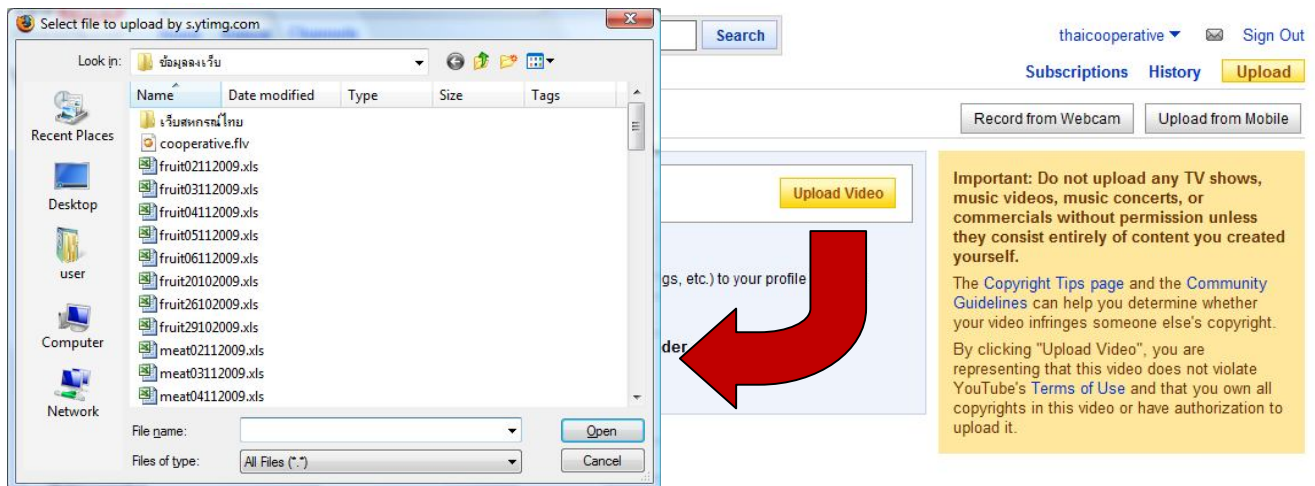 Select file to upload by s.ytimg.com
Look in:
ข้อมูลลงเว็บ
Name Date modified Type Size Tags
Recent Places
Desktop
user
Computer
Network
เว็บสหกรณ์ไทย
cooperative.flv
fruit02112009.xls
fruit03112009.xls
fruit04112009.xls
fruit05112009.xls
fruit06112009.xls
fruit20102009.xls
fruit26102009.xls
fruit29102009.xls
meat02112009.xls
meat03112009.xls
meat04112009.xls
File name:
Open
Files of type: All Files (*.*)
Cancel
Search
thaicooperative Sign Out
Subscriptions History Upload
Record from Webcam Upload from Mobile
Upload Video
gs, etc.) to your profile
der
Important: Do not upload any TV shows,
music videos, music concerts, or
commercials without permission unless
they consist entirely of content you created
yourself.
The Copyright Tips page and the Community
Guidelines can help you determine whether
your video infringes someone else's copyright.
By clicking "Upload Video", you are
representing that this video does not violate
YouTube's Terms of Use and that you own all
copyrights in this video or have authorization to
upload it.